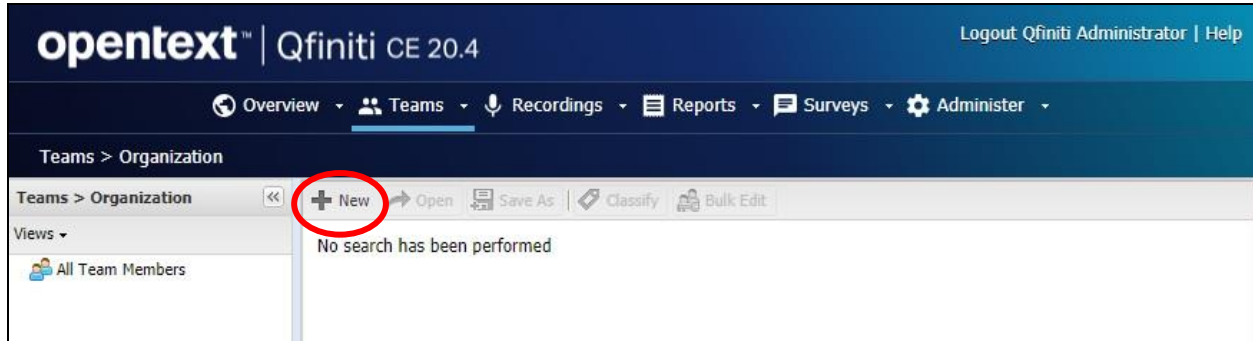 opentext™ | Qfiniti CE 20.4
Logout Qfiniti Administrator | Help
Overview Teams Recordings Reports Surveys Administer
Teams > Organization
Teams > Organization
New Open Save As Classify Bulk Edit
Views
No search has been performed
All Team Members